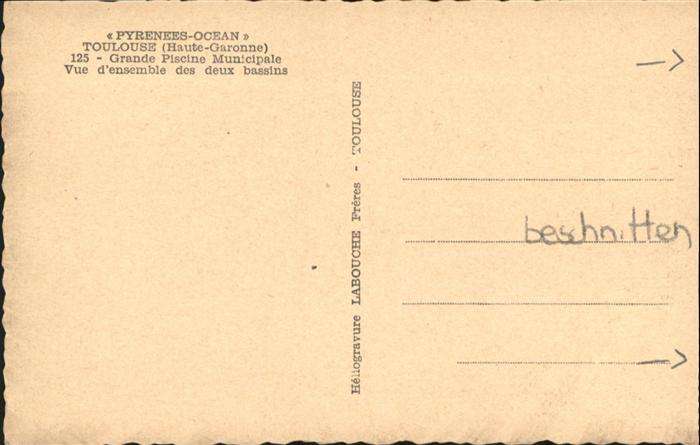 « PYRENEES-OCEAN »
TOULOUSE (Haute-Garonne)
125 - Grande Piscine Municipale
Vue d'ensemble des deux bassins
Héliogravure LABOUCHE Frères - TOULOUSE
beschnitten